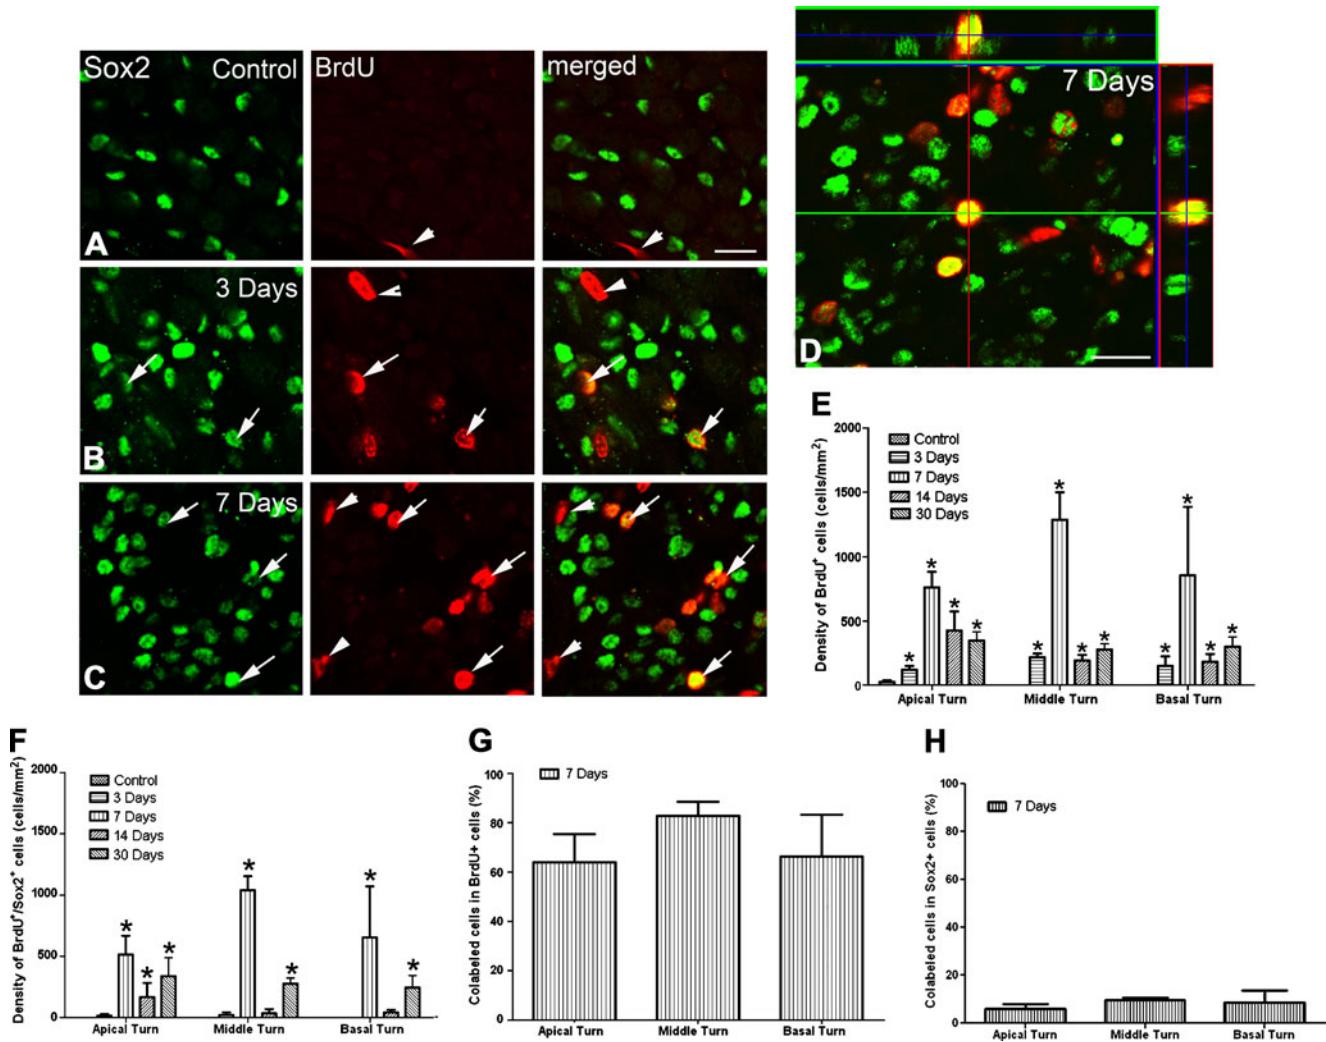 Sox2 Control BrdU merged
A
3 Days
B
7 Days
C
7 Days
D
E
Density of BrdU⁺ cells (cells/mm²)
2000
1500
1000
500
0
Control
3 Days
7 Days
14 Days
30 Days
* * * *
* * * *
* * * *
Apical Turn Middle Turn Basal Turn
F
Density of BrdU⁺/Sox2⁺ cells (cells/mm²)
2000
1500
1000
500
0
Control
3 Days
7 Days
14 Days
30 Days
* * *
* *
* *
Apical Turn Middle Turn Basal Turn
G
Colabeled cells in BrdU+ cells (%)
100
80
60
40
20
0
7 Days
Apical Turn Middle Turn Basal Turn
H
Colabeled cells in Sox2+ cells (%)
100
80
60
40
20
0
7 Days
Apical Turn Middle Turn Basal Turn